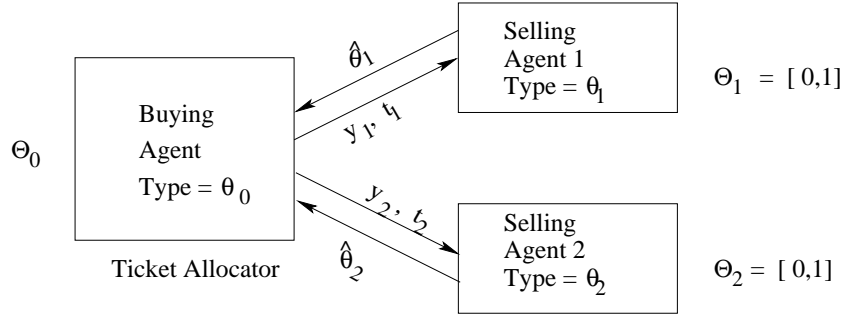 Θ₀
Buying
Agent
Type = θ₀
Ticket Allocator
θ̂₁
y₁, t₁
y₂, t₂
θ̂₂
Selling
Agent 1
Type = θ₁
Θ₁ = [ 0,1]
Selling
Agent 2
Type = θ₂
Θ₂ = [ 0,1]